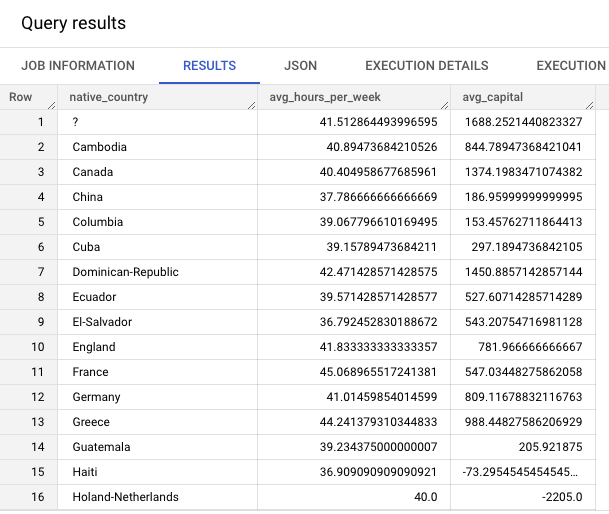 Query results
JOB INFORMATION RESULTS JSON EXECUTION DETAILS EXECUTION
Row native_country avg_hours_per_week avg_capital
1 ? 41.512864493996595 1688.2521440823327
2 Cambodia 40.89473684210526 844.78947368421041
3 Canada 40.404958677685961 1374.1983471074382
4 China 37.786666666666669 186.95999999999995
5 Columbia 39.067796610169495 153.45762711864413
6 Cuba 39.15789473684211 297.1894736842105
7 Dominican-Republic 42.471428571428575 1450.8857142857144
8 Ecuador 39.571428571428577 527.60714285714289
9 El-Salvador 36.792452830188672 543.20754716981128
10 England 41.833333333333357 781.966666666667
11 France 45.068965517241381 547.03448275862058
12 Germany 41.01459854014599 809.11678832116763
13 Greece 44.241379310344833 988.44827586206929
14 Guatemala 39.234375000000007 205.921875
15 Haiti 36.909090909090921 -73.2954545454545...
16 Holand-Netherlands 40.0 -2205.0